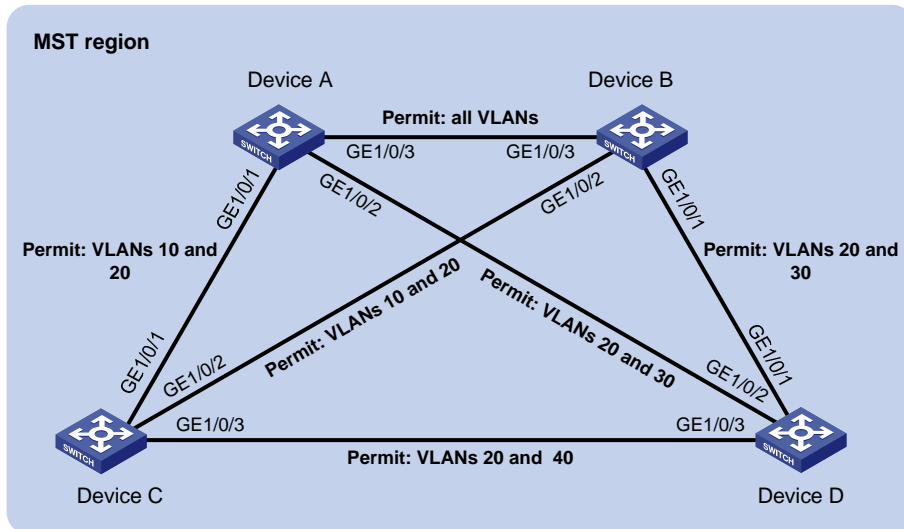 MST region
Device A
Device B
Permit: all VLANs
SWITCH
SWITCH
GE1/0/3
GE1/0/3
GE1/0/1
GE1/0/2
GE1/0/2
GE1/0/1
Permit: VLANs 10 and
20
Permit: VLANs 20 and
30
Permit: VLANs 10 and 20
Permit: VLANs 20 and 30
GE1/0/1
GE1/0/2
GE1/0/2
GE1/0/1
GE1/0/3
GE1/0/3
SWITCH
SWITCH
Permit: VLANs 20 and  40
Device C
Device D